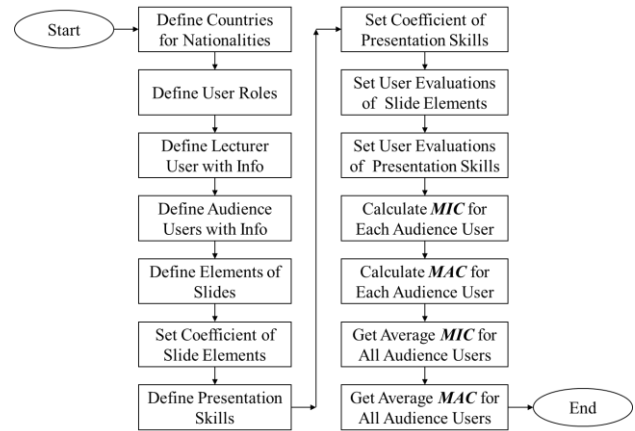 Start
Define Countries
for Nationalities
Define User Roles
Define Lecturer
User with Info
Define Audience
Users with Info
Define Elements of
Slides
Set Coefficient of
Slide Elements
Define Presentation
Skills
Set Coefficient of
Presentation Skills
Set User Evaluations
of Slide Elements
Set User Evaluations
of Presentation Skills
Calculate MIC for
Each Audience User
Calculate MAC for
Each Audience User
Get Average MIC for
All Audience Users
Get Average MAC for
All Audience Users
End